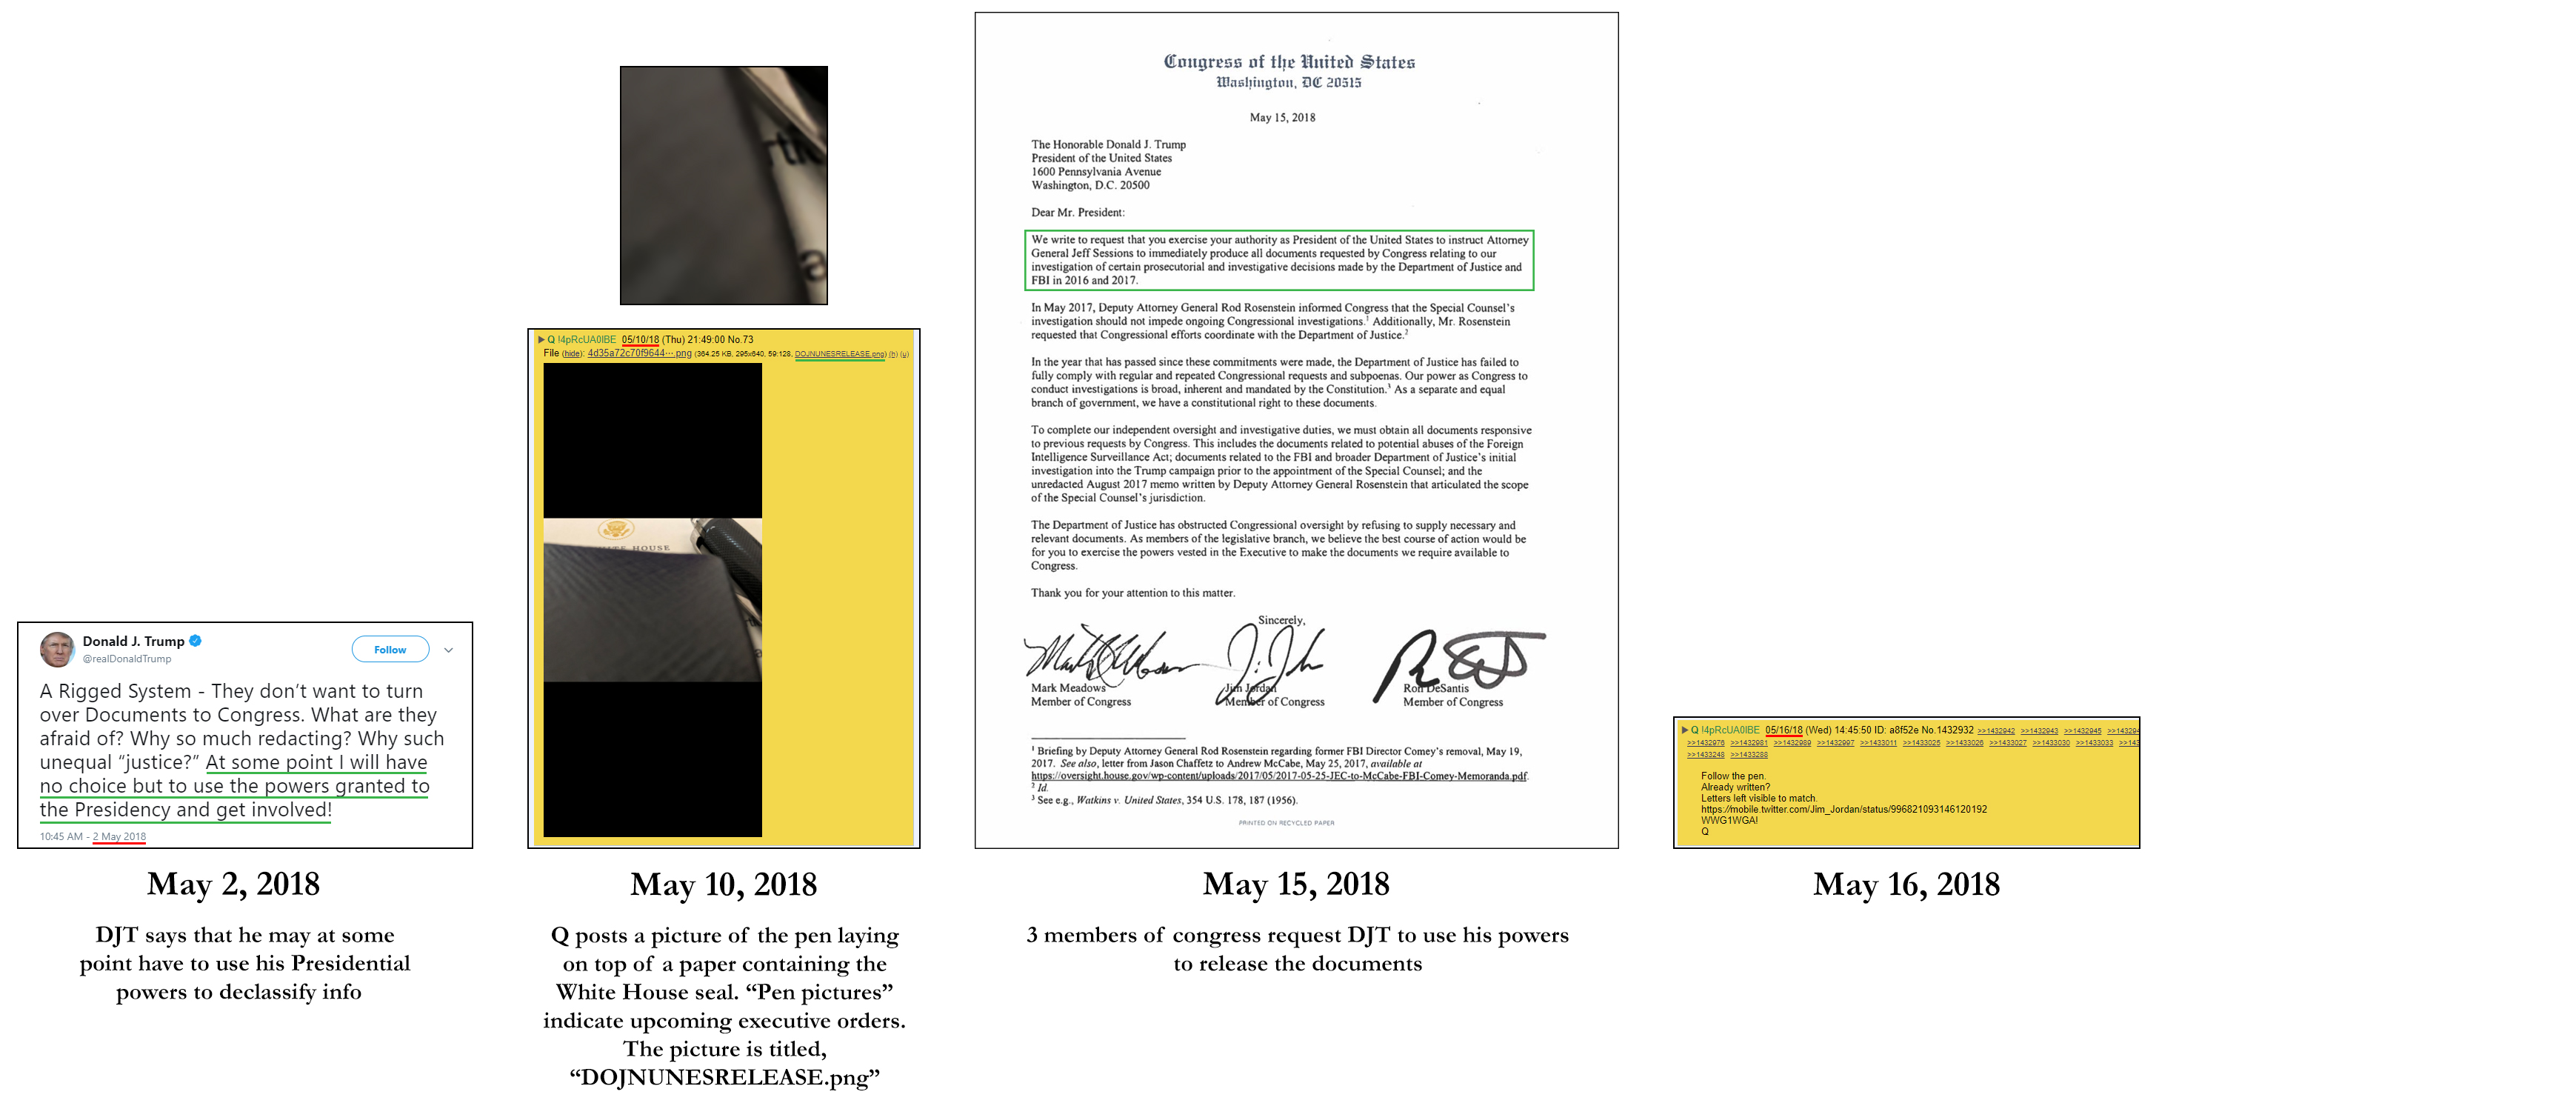 Donald J. Trump
@realDonaldTrump
Follow
A Rigged System - They don't want to turn
over Documents to Congress. What are they
afraid of? Why so much redacting? Why such
unequal “justice?” At some point I will have
no choice but to use the powers granted to
the Presidency and get involved!
10:45 AM - 2 May 2018
May 2, 2018
DJT says that he may at some
point have to use his Presidential
powers to declassify info
Q !4pRcUA0lBE 05/10/18 (Thu) 21:49:00 No.73
File (hide): 4d35a72c70f9644⋯.png (364.25 KB, 295x640, 59:128, DOJNUNESRELEASE.png) (h) (u)
HOUSE
May 10, 2018
Q posts a picture of the pen laying
on top of a paper containing the
White House seal. “Pen pictures”
indicate upcoming executive orders.
The picture is titled,
“DOJNUNESRELEASE.png”
Congress of the United States
Washington, DC 20515
May 15, 2018
The Honorable Donald J. Trump
President of the United States
1600 Pennsylvania Avenue
Washington, D.C. 20500
Dear Mr. President:
We write to request that you exercise your authority as President of the United States to instruct Attorney
General Jeff Sessions to immediately produce all documents requested by Congress relating to our
investigation of certain prosecutorial and investigative decisions made by the Department of Justice and
FBI in 2016 and 2017.
In May 2017, Deputy Attorney General Rod Rosenstein informed Congress that the Special Counsel's
investigation should not impede ongoing Congressional investigations.¹ Additionally, Mr. Rosenstein
requested that Congressional efforts coordinate with the Department of Justice.²
In the year that has passed since these commitments were made, the Department of Justice has failed to
fully comply with regular and repeated Congressional requests and subpoenas. Our power as Congress to
conduct investigations is broad, inherent and mandated by the Constitution.³ As a separate and equal
branch of government, we have a constitutional right to these documents.
To complete our independent oversight and investigative duties, we must obtain all documents responsive
to previous requests by Congress. This includes the documents related to potential abuses of the Foreign
Intelligence Surveillance Act; documents related to the FBI and broader Department of Justice's initial
investigation into the Trump campaign prior to the appointment of the Special Counsel; and the
unredacted August 2017 memo written by Deputy Attorney General Rosenstein that articulated the scope
of the Special Counsel's jurisdiction.
The Department of Justice has obstructed Congressional oversight by refusing to supply necessary and
relevant documents. As members of the legislative branch, we believe the best course of action would be
for you to exercise the powers vested in the Executive to make the documents we require available to
Congress.
Thank you for your attention to this matter.
Sincerely,
Mark Meadows
Member of Congress
Jim Jordan
Member of Congress
Ron DeSantis
Member of Congress
¹ Briefing by Deputy Attorney General Rod Rosenstein regarding former FBI Director Comey's removal, May 19,
2017. See also, letter from Jason Chaffetz to Andrew McCabe, May 25, 2017, available at
https://oversight.house.gov/wp-content/uploads/2017/05/2017-05-25-JEC-to-McCabe-FBI-Comey-Memoranda.pdf.
² Id.
³ See e.g., Watkins v. United States, 354 U.S. 178, 187 (1956).
PRINTED ON RECYCLED PAPER
May 15, 2018
3 members of congress request DJT to use his powers
to release the documents
Q !4pRcUA0lBE 05/16/18 (Wed) 14:45:50 ID: a8f52e No.1432932 >>1432942 >>1432943 >>1432945
>>1432976 >>1432981 >>1432989 >>1432997 >>1433011 >>1433025 >>1433026 >>1433027 >>1433030 >>1433033
>>1433248 >>1433288
Follow the pen.
Already written?
Letters left visible to match.
https://mobile.twitter.com/Jim_Jordan/status/996821093146120192
WWG1WGA!
Q
May 16, 2018